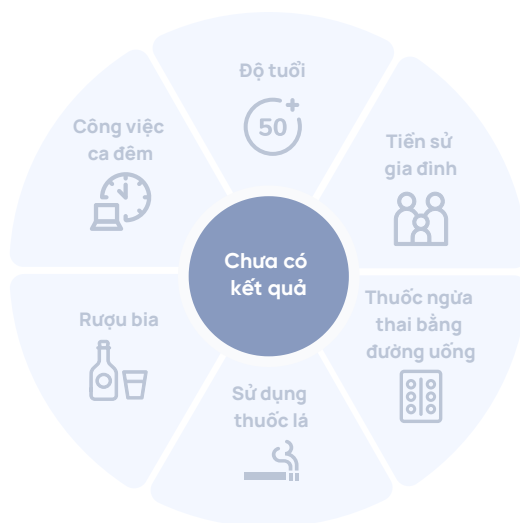 Độ tuổi
50
Tiền sử
gia đình
Thuốc ngừa
thai bằng
đường uống
Sử dụng
thuốc lá
Rượu bia
Công việc
ca đêm
Chưa có
kết quả